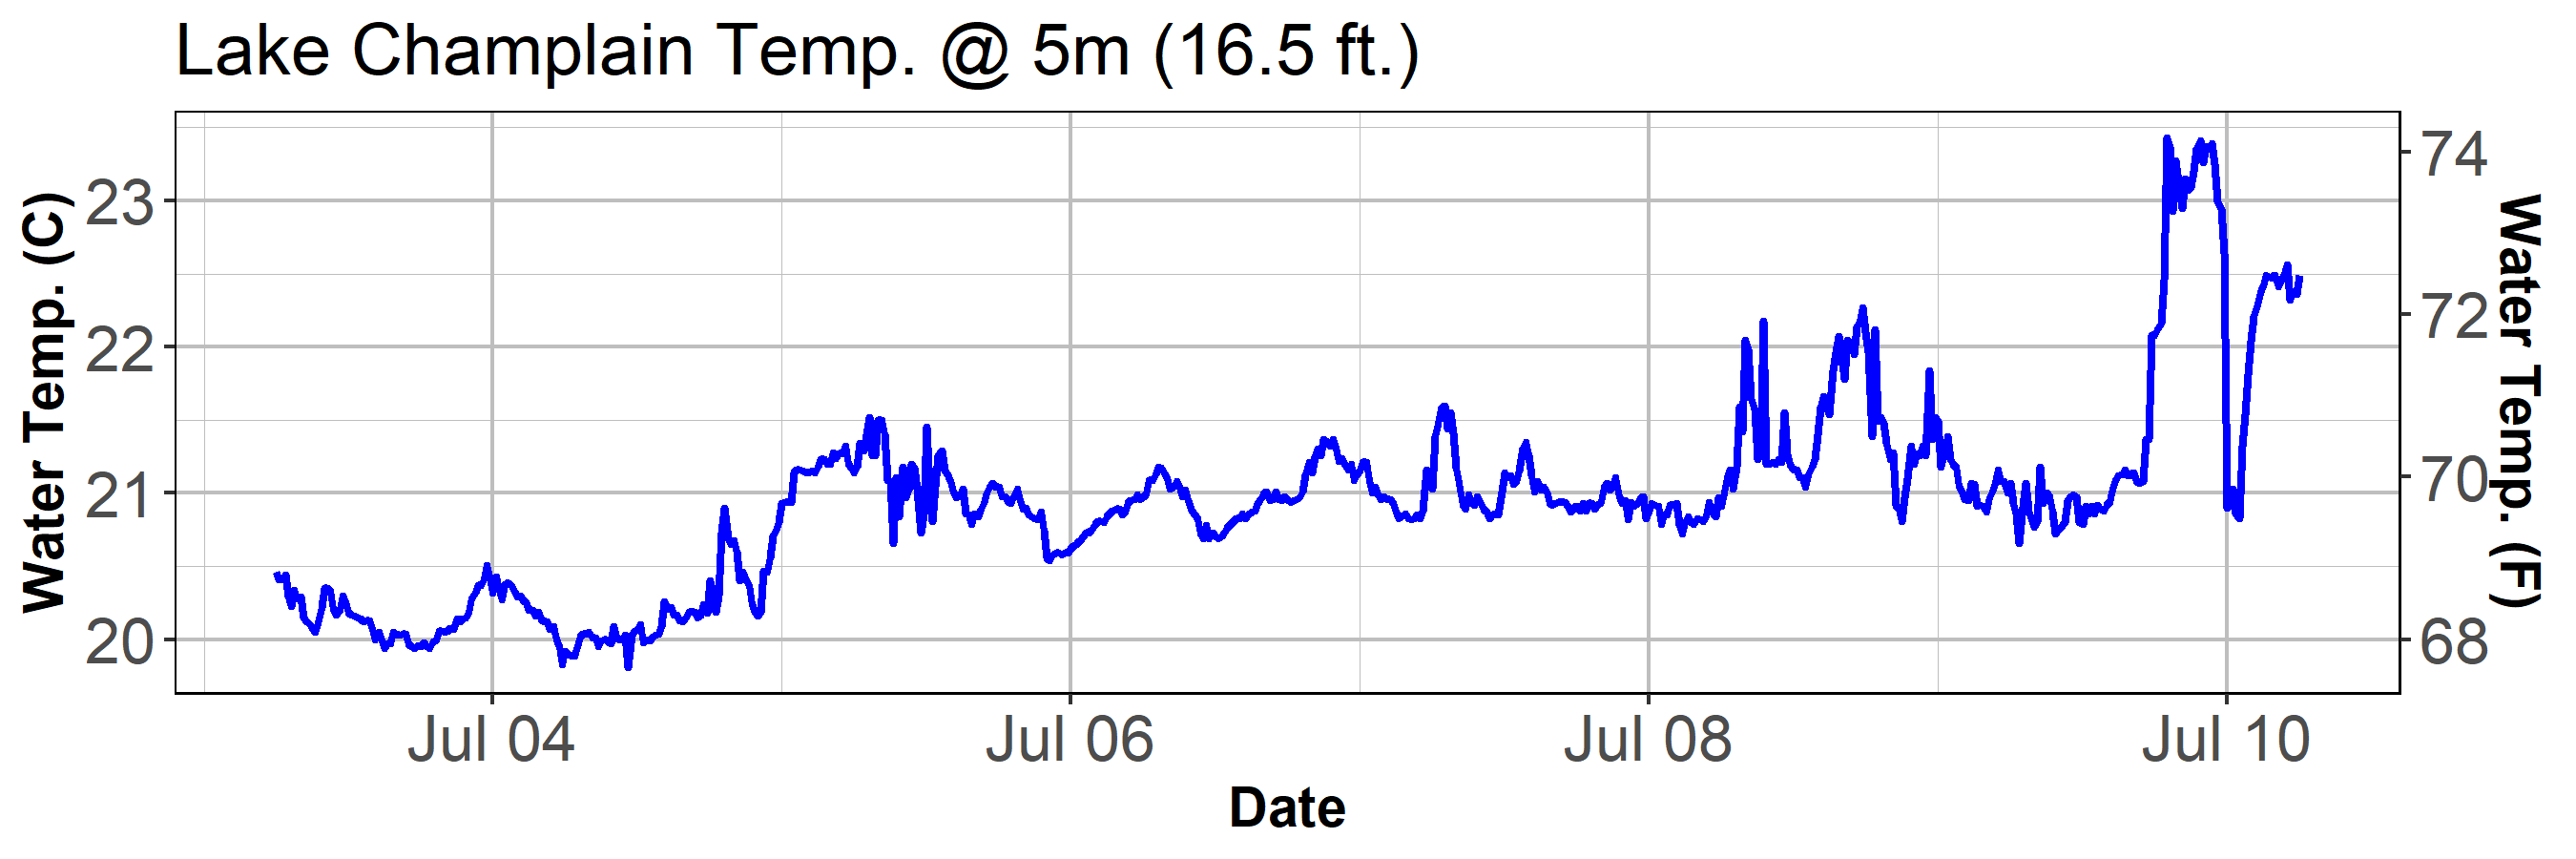 Lake Champlain Temp. @ 5m (16.5 ft.)
Water Temp. (C)
23
22
21
20
74
72
70
68
Water Temp. (F)
Jul 04
Jul 06
Jul 08
Jul 10
Date